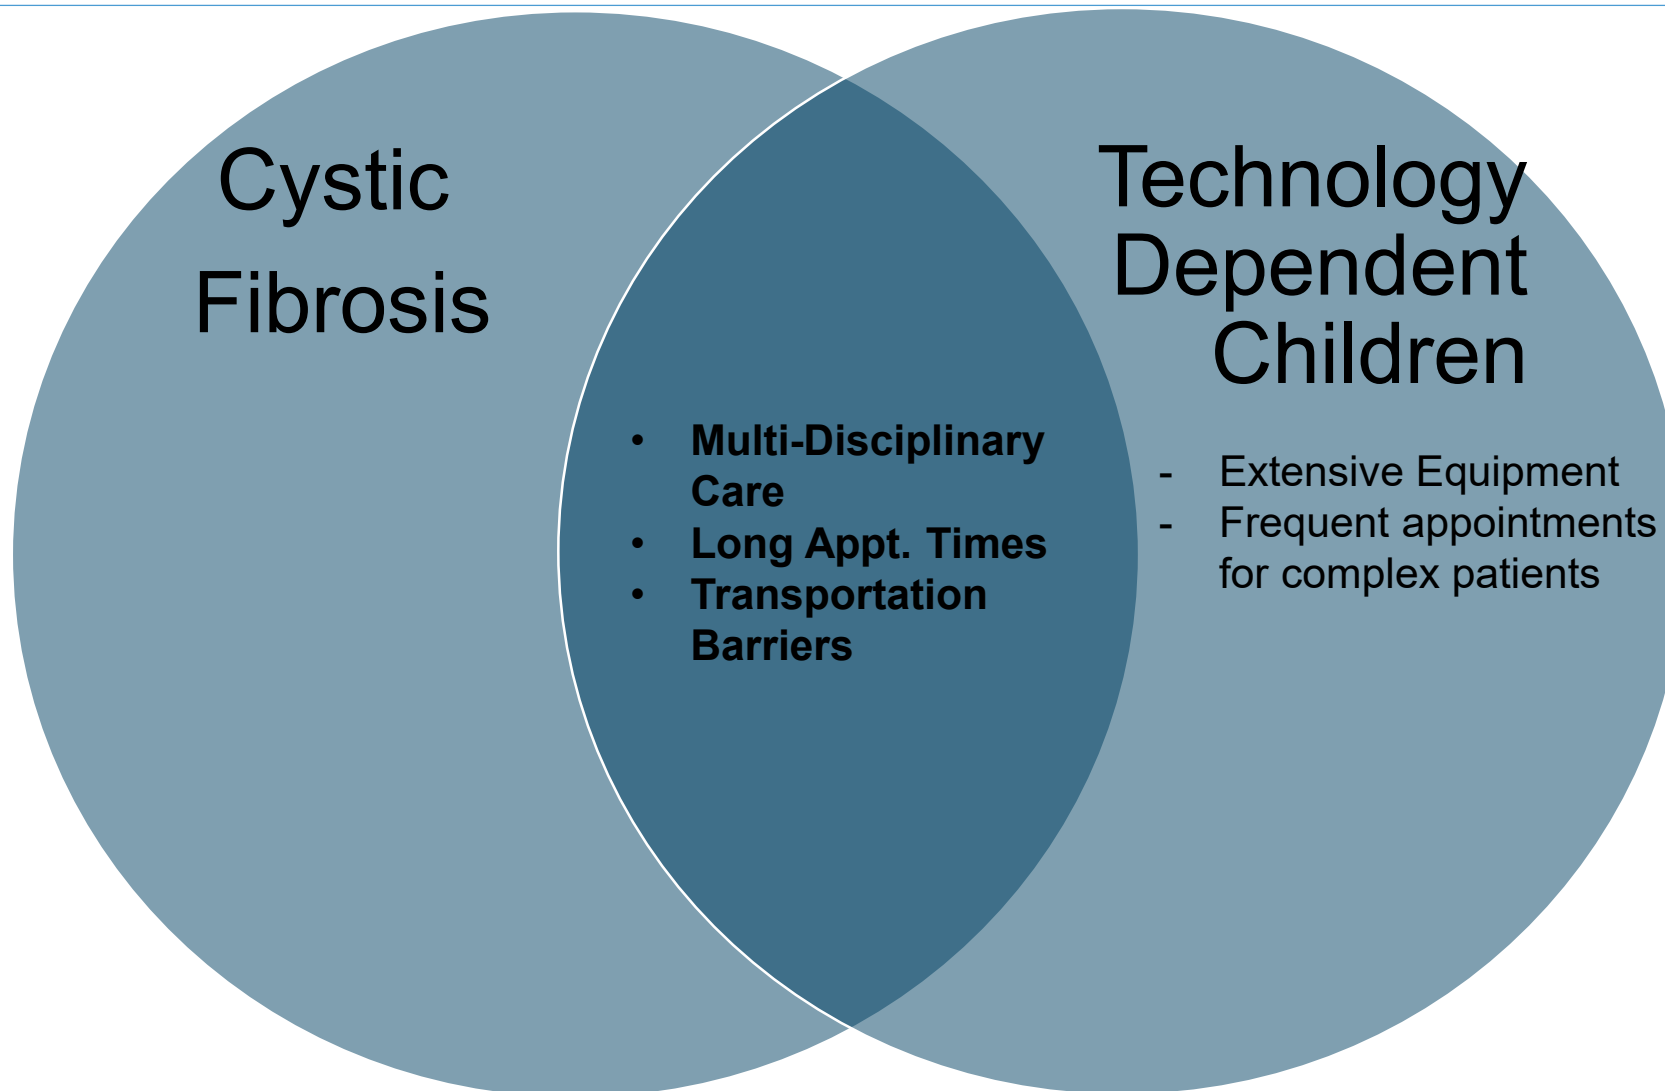 Cystic
Fibrosis
• Multi-Disciplinary
Care
• Long Appt. Times
• Transportation
Barriers
Technology
Dependent
Children
- Extensive Equipment
- Frequent appointments
for complex patients